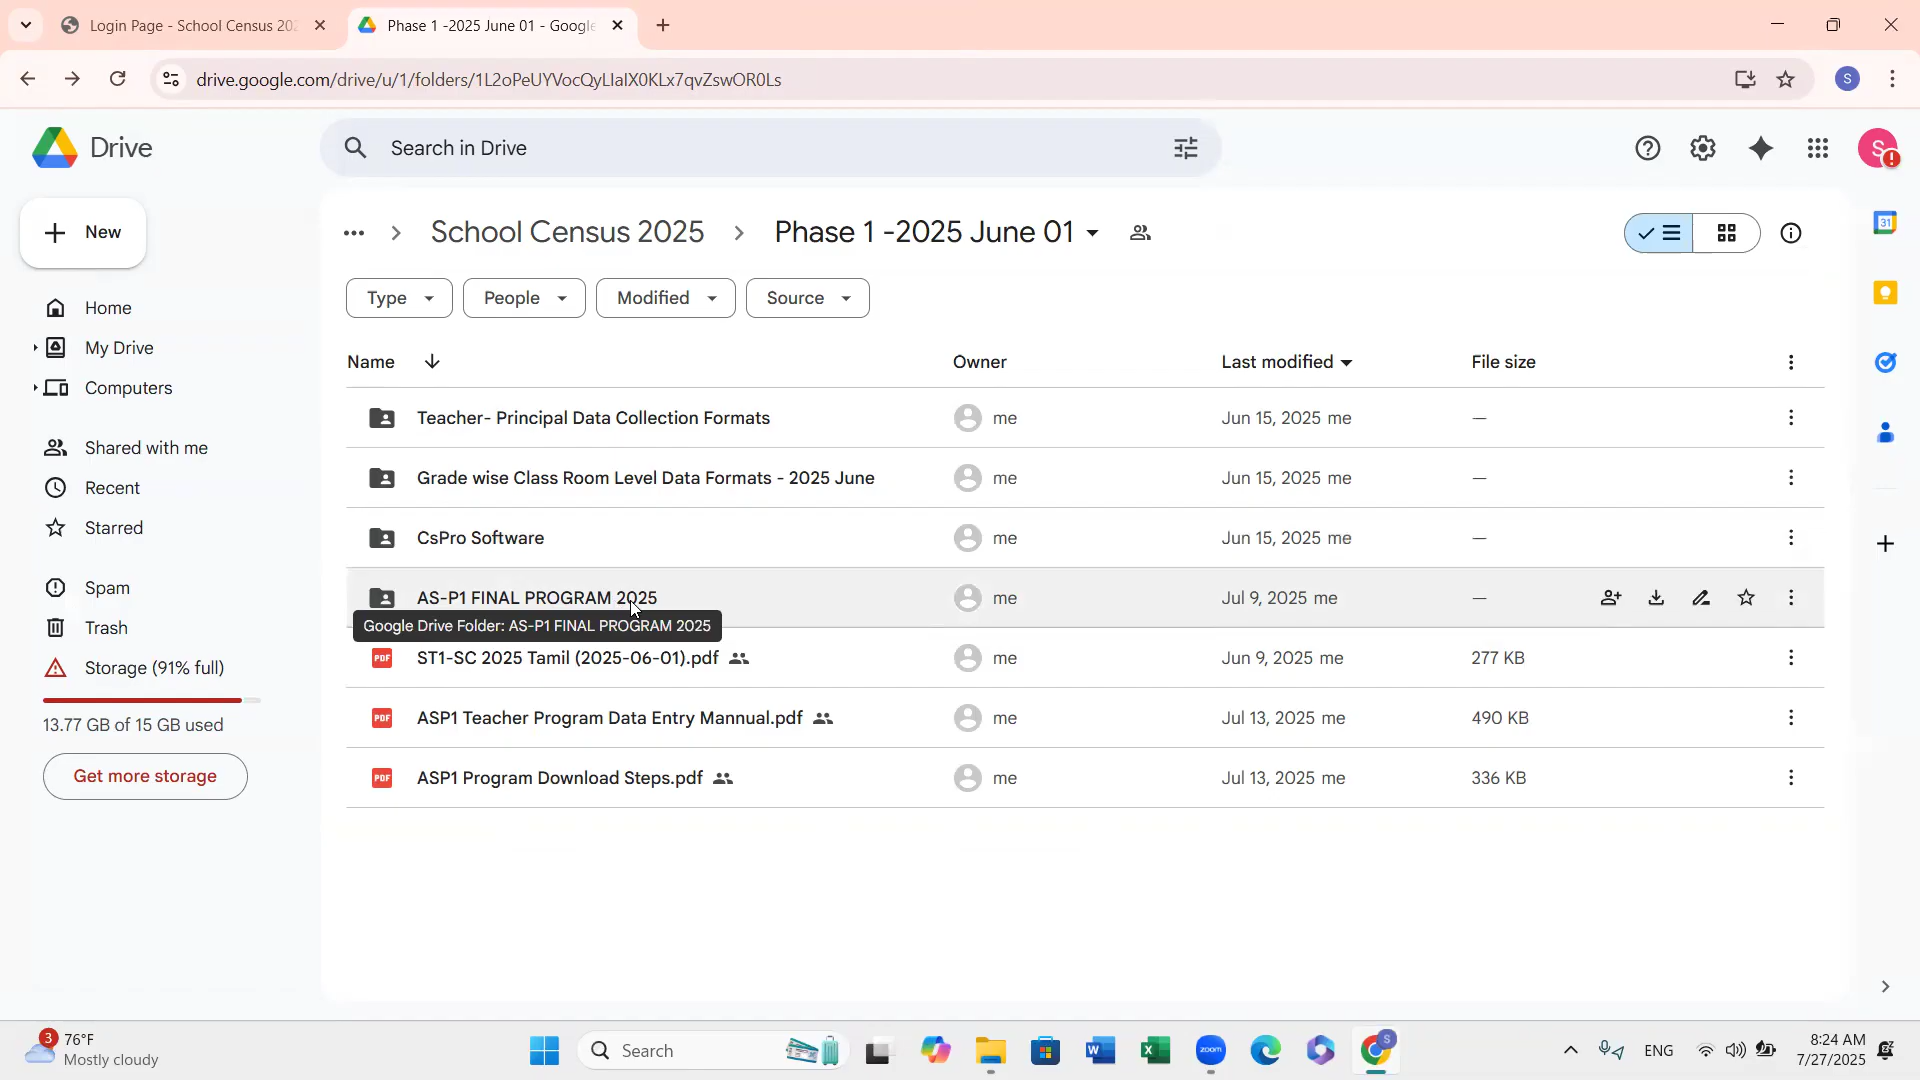 Login Page - School Census 202
Phase 1 -2025 June 01 - Google
drive.google.com/drive/u/1/folders/1L2oPeUYVocQyLIaIX0KLx7qvZswOR0Ls
S
Drive
Search in Drive
S
New
School Census 2025
Phase 1 -2025 June 01
Type
People
Modified
Source
Home
My Drive
Computers
Shared with me
Recent
Starred
Spam
Trash
Storage (91% full)
13.77 GB of 15 GB used
Get more storage
Name
Owner
Last modified
File size
Teacher- Principal Data Collection Formats
me
Jun 15, 2025 me
—
Grade wise Class Room Level Data Formats - 2025 June
me
Jun 15, 2025 me
—
CsPro Software
me
Jun 15, 2025 me
—
AS-P1 FINAL PROGRAM 2025
me
Jul 9, 2025 me
—
Google Drive Folder: AS-P1 FINAL PROGRAM 2025
PDF
ST1-SC 2025 Tamil (2025-06-01).pdf
me
Jun 9, 2025 me
277 KB
PDF
ASP1 Teacher Program Data Entry Mannual.pdf
me
Jul 13, 2025 me
490 KB
PDF
ASP1 Program Download Steps.pdf
me
Jul 13, 2025 me
336 KB
31
3
76°F
Mostly cloudy
Search
zoom
S
ENG
8:24 AM
7/27/2025